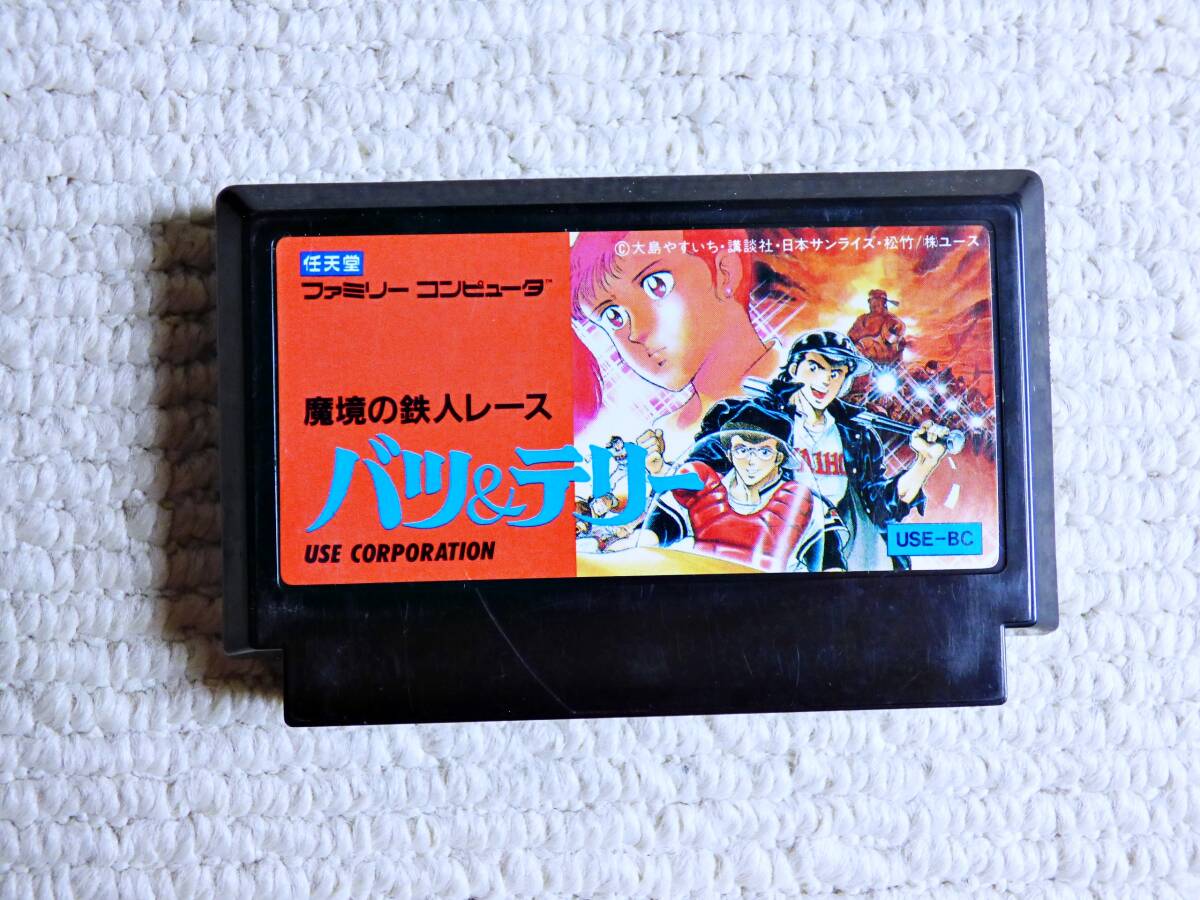 任天堂
ファミリー コンピュータ™
魔境の鉄人レース
バツ&テリー
USE CORPORATION
©大島やすいち・講談社・日本サンライズ・松竹/㈱ユース
USE-BC